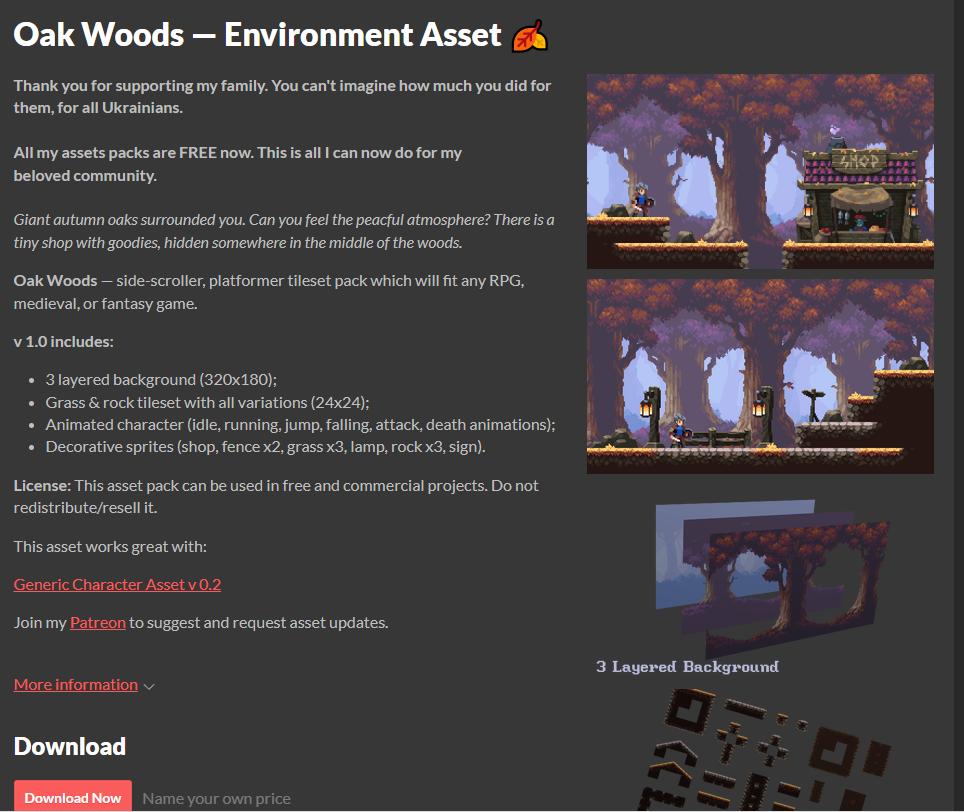 Oak Woods — Environment Asset 🍂
Thank you for supporting my family. You can't imagine how much you did for
them, for all Ukrainians.
All my assets packs are FREE now. This is all I can now do for my
beloved community.
Giant autumn oaks surrounded you. Can you feel the peacful atmosphere? There is a
tiny shop with goodies, hidden somewhere in the middle of the woods.
Oak Woods — side-scroller, platformer tileset pack which will fit any RPG,
medieval, or fantasy game.
v 1.0 includes:
• 3 layered background (320x180);
• Grass & rock tileset with all variations (24x24);
• Animated character (idle, running, jump, falling, attack, death animations);
• Decorative sprites (shop, fence x2, grass x3, lamp, rock x3, sign).
License: This asset pack can be used in free and commercial projects. Do not
redistribute/resell it.
This asset works great with:
Generic Character Asset v 0.2
Join my Patreon to suggest and request asset updates.
More information
Download
Download Now
Name your own price
SHOP
3 Layered Background